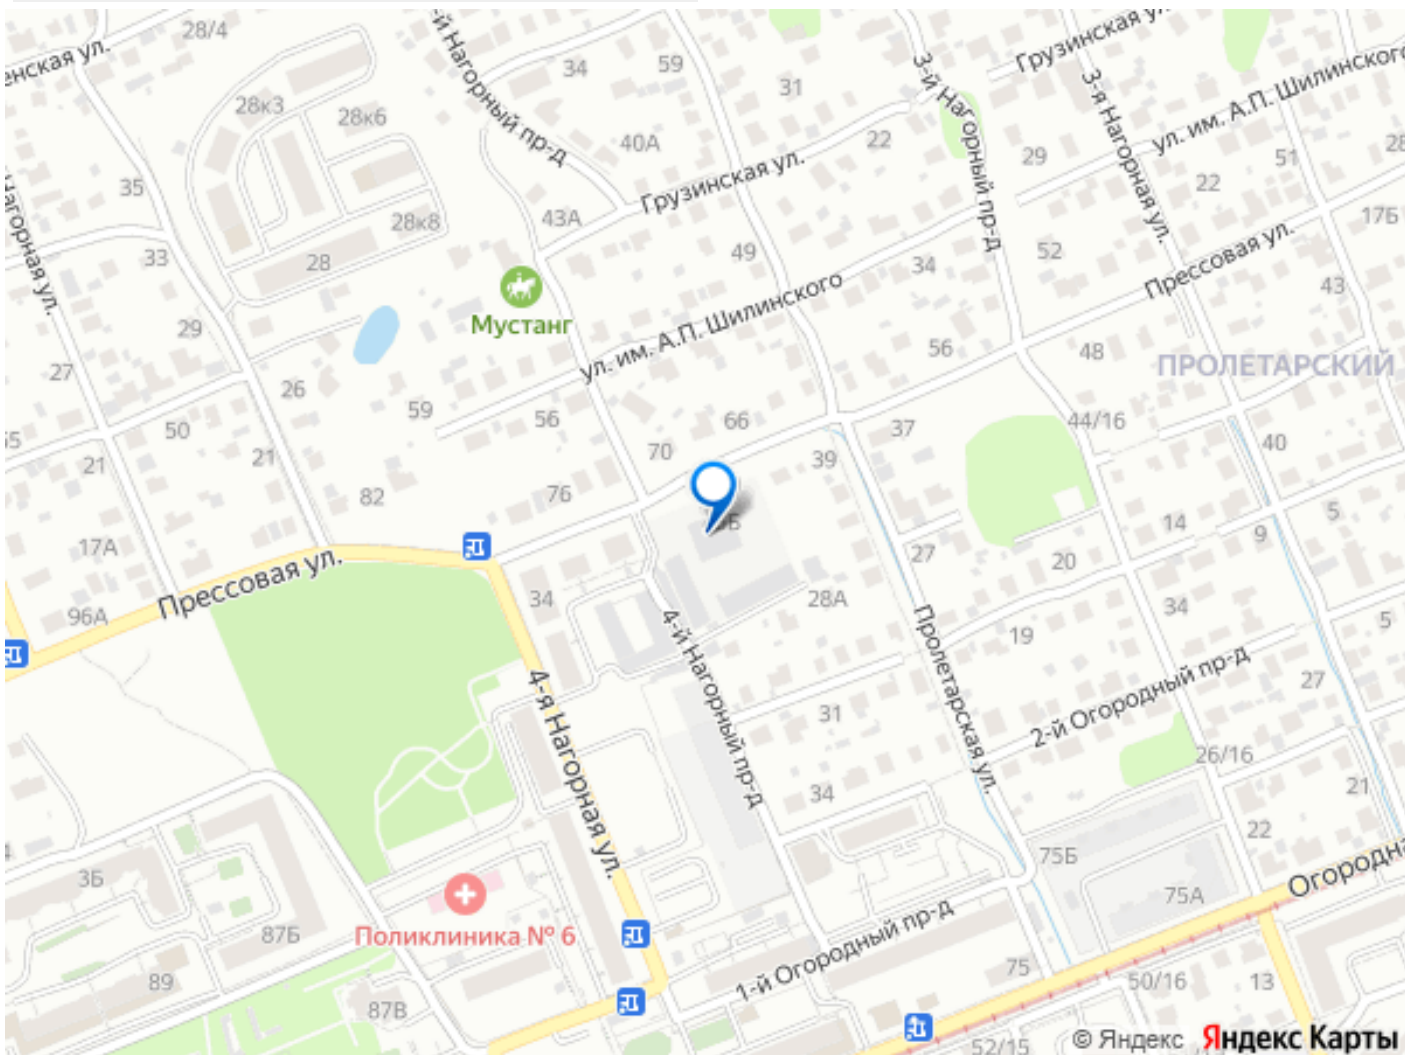 28/4
енская ул.
4-й Нагорный пр-д
34
59
31
3-й Нагорный пр-д
Грузинская ул.
3-я Нагорная ул.
ул. им. А.П. Шилинского
28к3
28к6
40А
22
29
51
28
35
Нагорная ул.
22
Грузинская ул.
43А
28к8
17Б
33
28
49
34
52
Прессовая ул.
Мустанг
ул. им. А.П. Шилинского
43
29
56
48
ПРОЛЕТАРСКИЙ
27
26
59
56
66
44/16
37
50
55
21
21
70
39
40
82
76
Б
14
5
9
17А
27
20
Прессовая ул.
96А
34
28А
34
5
4-й Нагорный пр-д
Пролетарская ул.
19
4-я Нагорная ул.
31
2-й Огородный пр-д
27
26/16
34
21
22
3Б
75Б
75А
Огородна
87Б
Поликлиника № 6
1-й Огородный пр-д
89
75
50/16
13
87В
52/15
© Яндекс Яндекс Карты